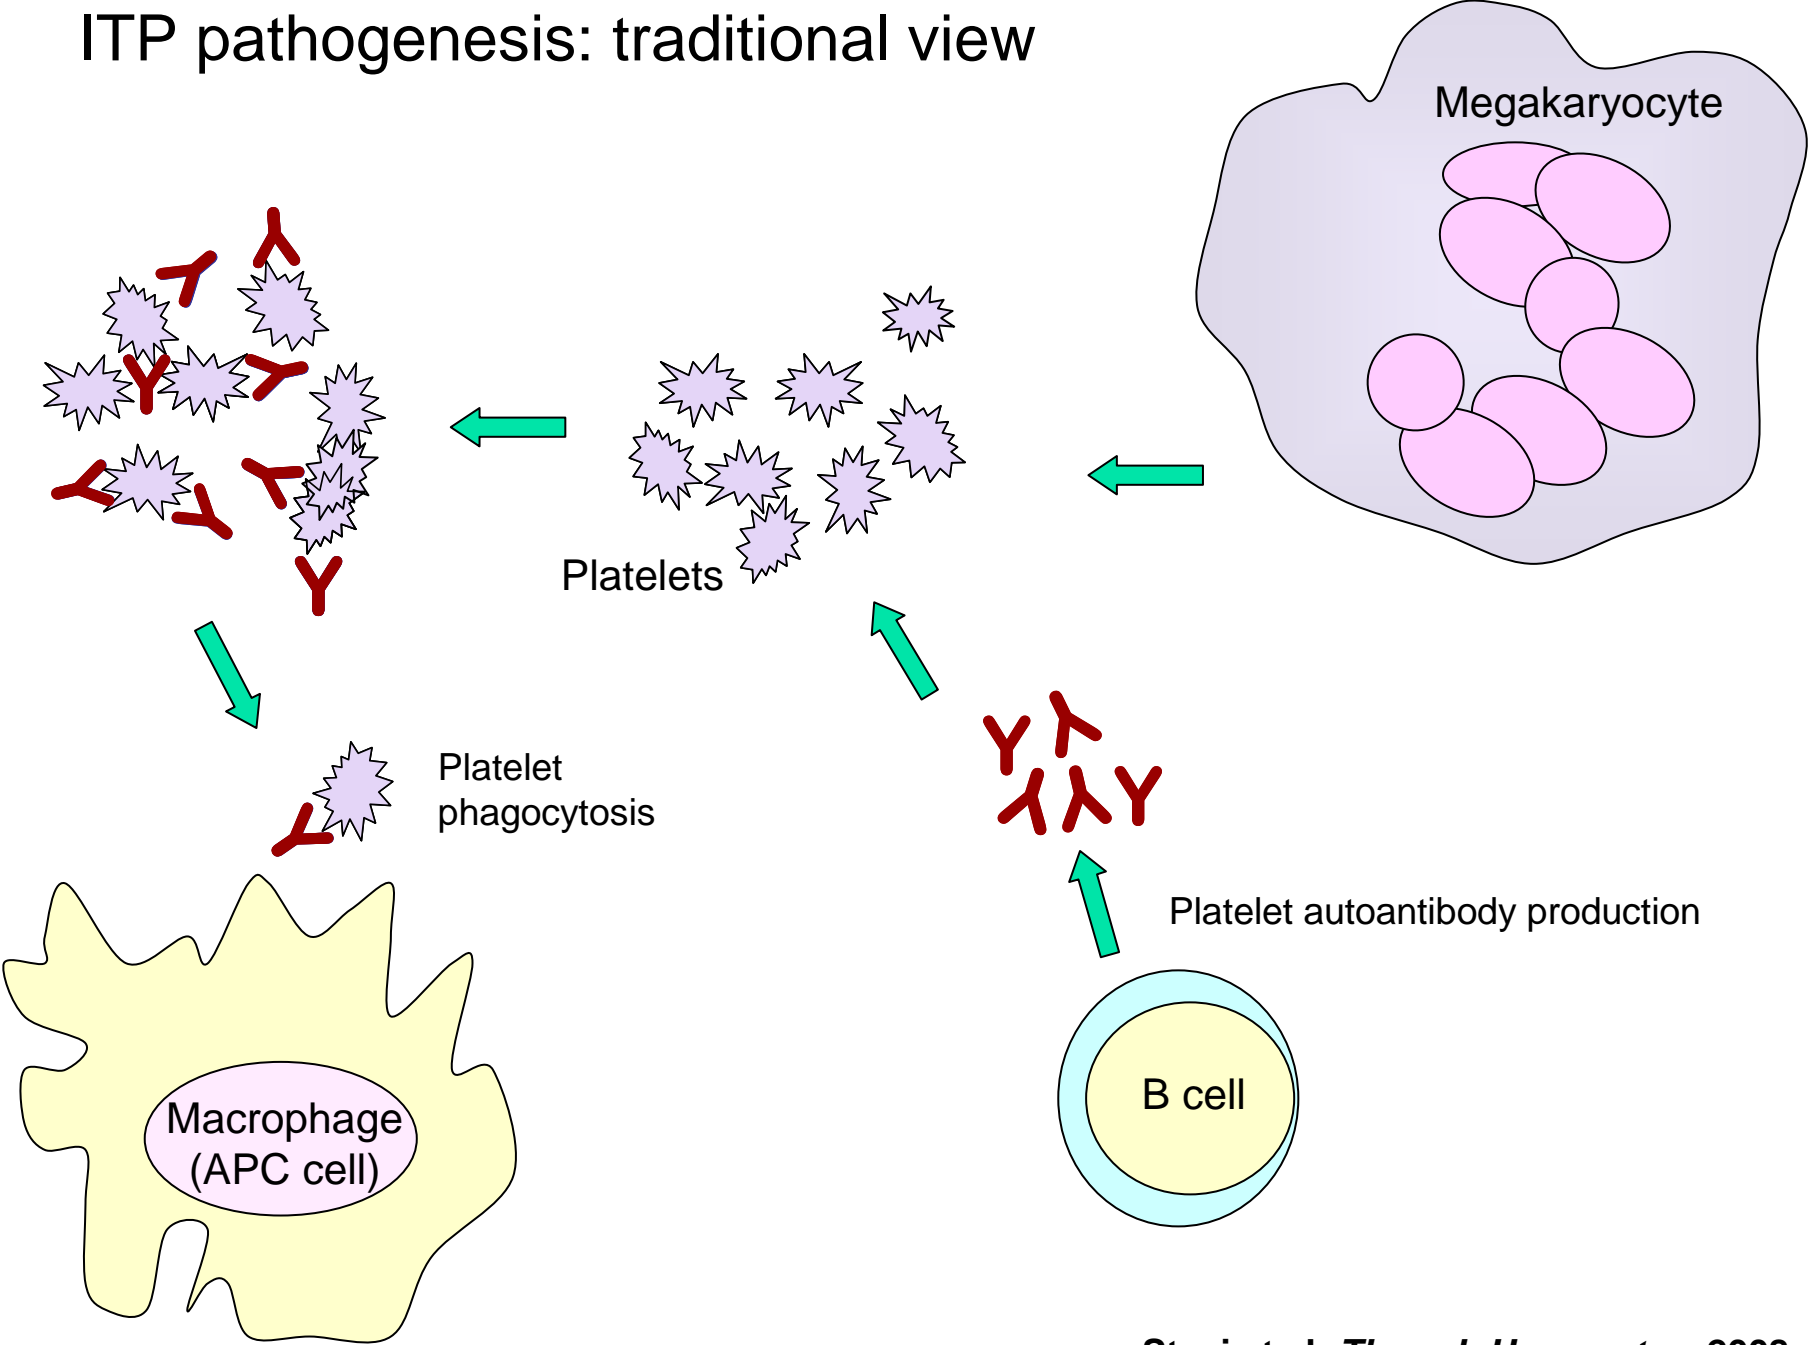 ITP pathogenesis: traditional view
Megakaryocyte
Platelets
Platelet
phagocytosis
Platelet autoantibody production
Macrophage
(APC cell)
B cell